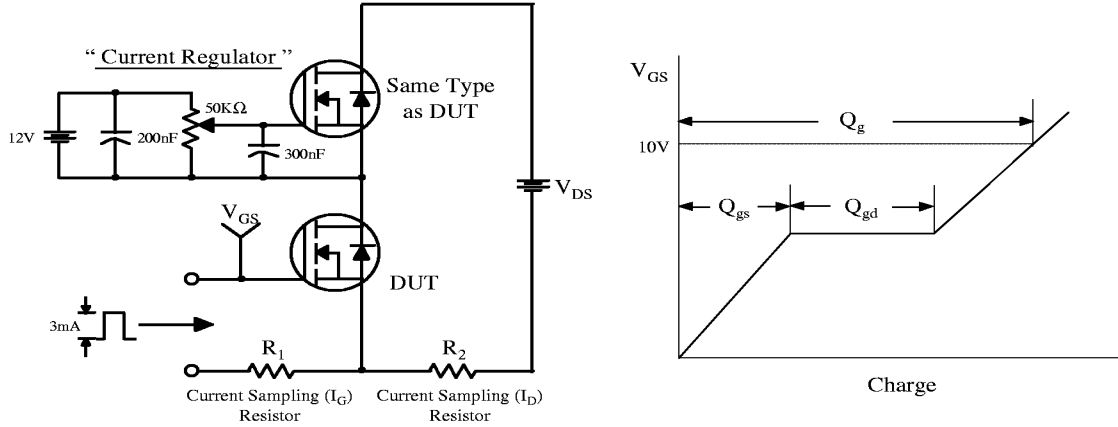 “ Current Regulator ”
Same Type
as DUT
50KΩ
12V
200nF
300nF
V_DS
V_GS
DUT
3mA
R_1
R_2
Current Sampling (I_G)
Resistor
Current Sampling (I_D)
Resistor
V_GS
Q_g
10V
Q_gs
Q_gd
Charge